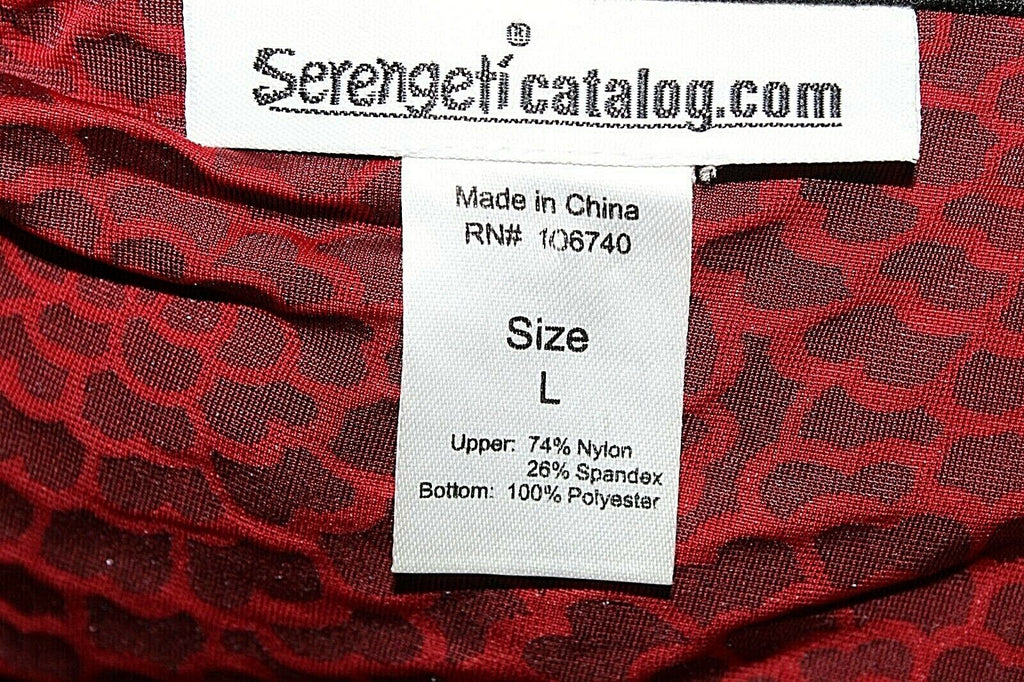 ®
Serengeticatalog.com
Made in China
RN# 106740
Size
L
Upper: 74% Nylon
26% Spandex
Bottom: 100% Polyester